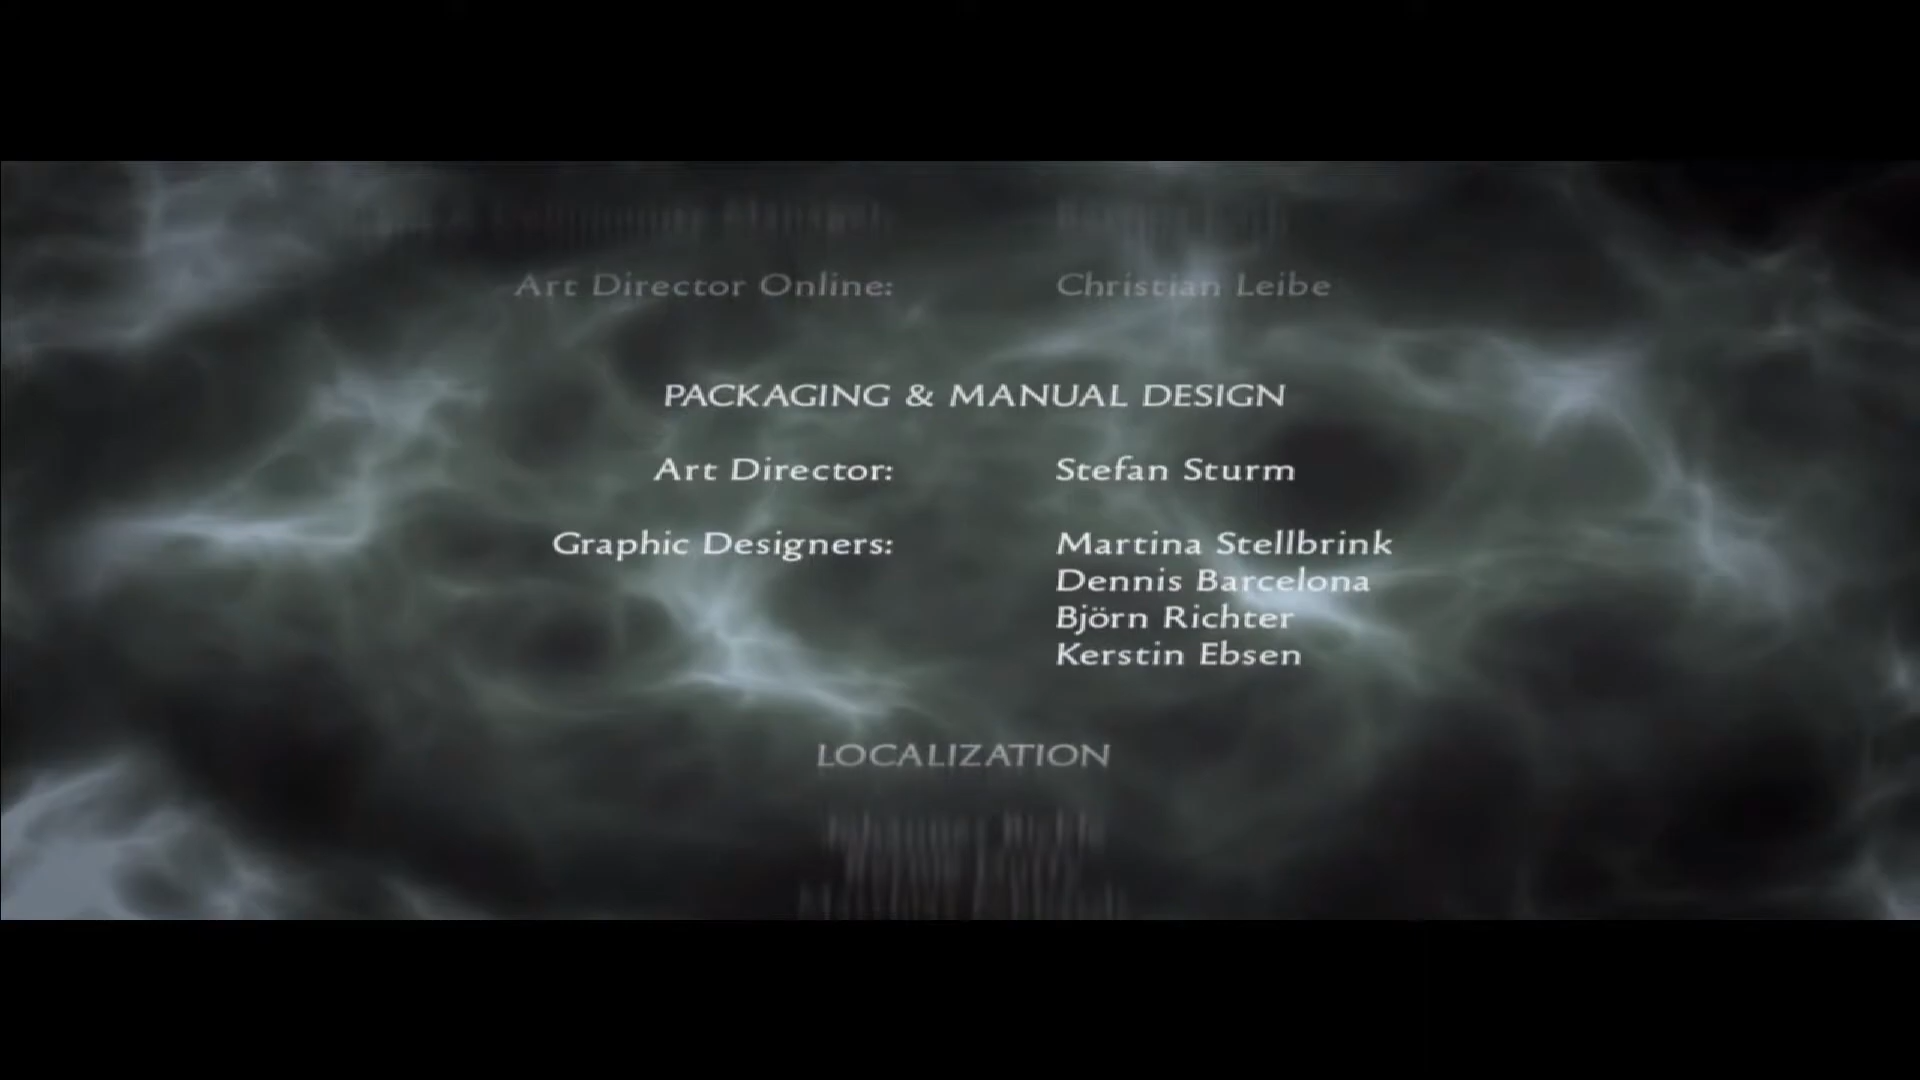 Art Director Online: Christian Leibe
PACKAGING & MANUAL DESIGN
Art Director: Stefan Sturm
Graphic Designers: Martina Stellbrink
Dennis Barcelona
Björn Richter
Kerstin Ebsen
LOCALIZATION